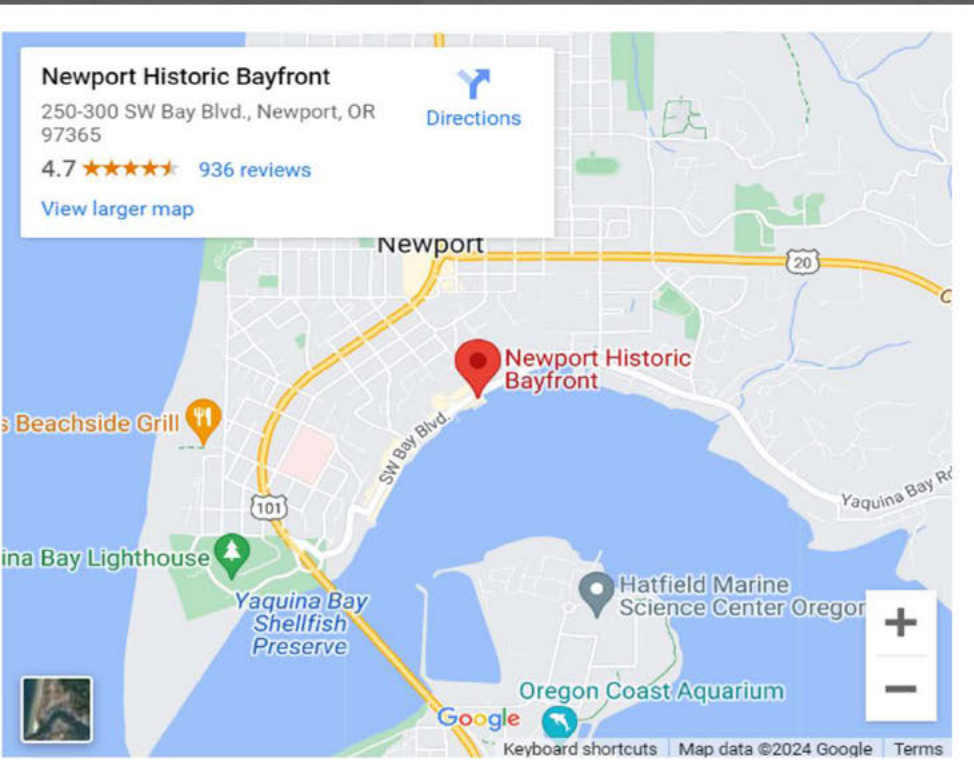 Newport Historic Bayfront
250-300 SW Bay Blvd., Newport, OR
97365
4.7
936 reviews
View larger map
Directions
Newport
20
Newport Historic
Bayfront
s Beachside Grill
SW Bay Blvd.
101
Yaquina Bay Rd
ina Bay Lighthouse
Yaquina Bay
Shellfish
Preserve
Hatfield Marine
Science Center Oregon
Oregon Coast Aquarium
Google
Keyboard shortcuts
Map data ©2024 Google
Terms